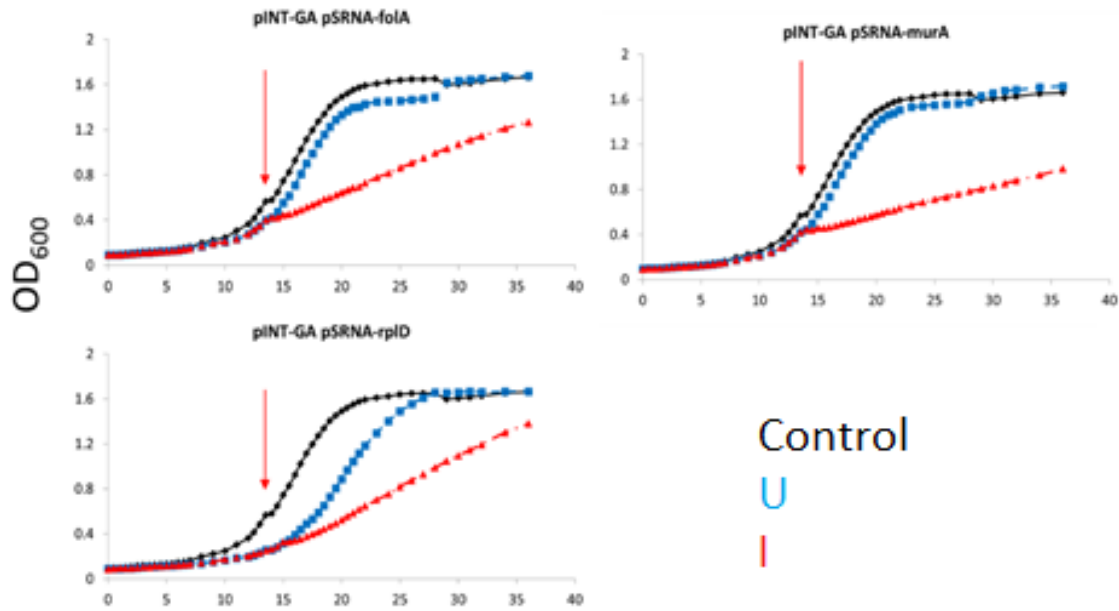 pINT-GA pSRNA-folA
2
1.6
1.2
0.8
0.4
0
0 5 10 15 20 25 30 35 40
pINT-GA pSRNA-murA
2
1.6
1.2
0.8
0.4
0
0 5 10 15 20 25 30 35 40
OD600
pINT-GA pSRNA-rplD
2
1.6
1.2
0.8
0.4
0
0 5 10 15 20 25 30 35 40
Control
U
I